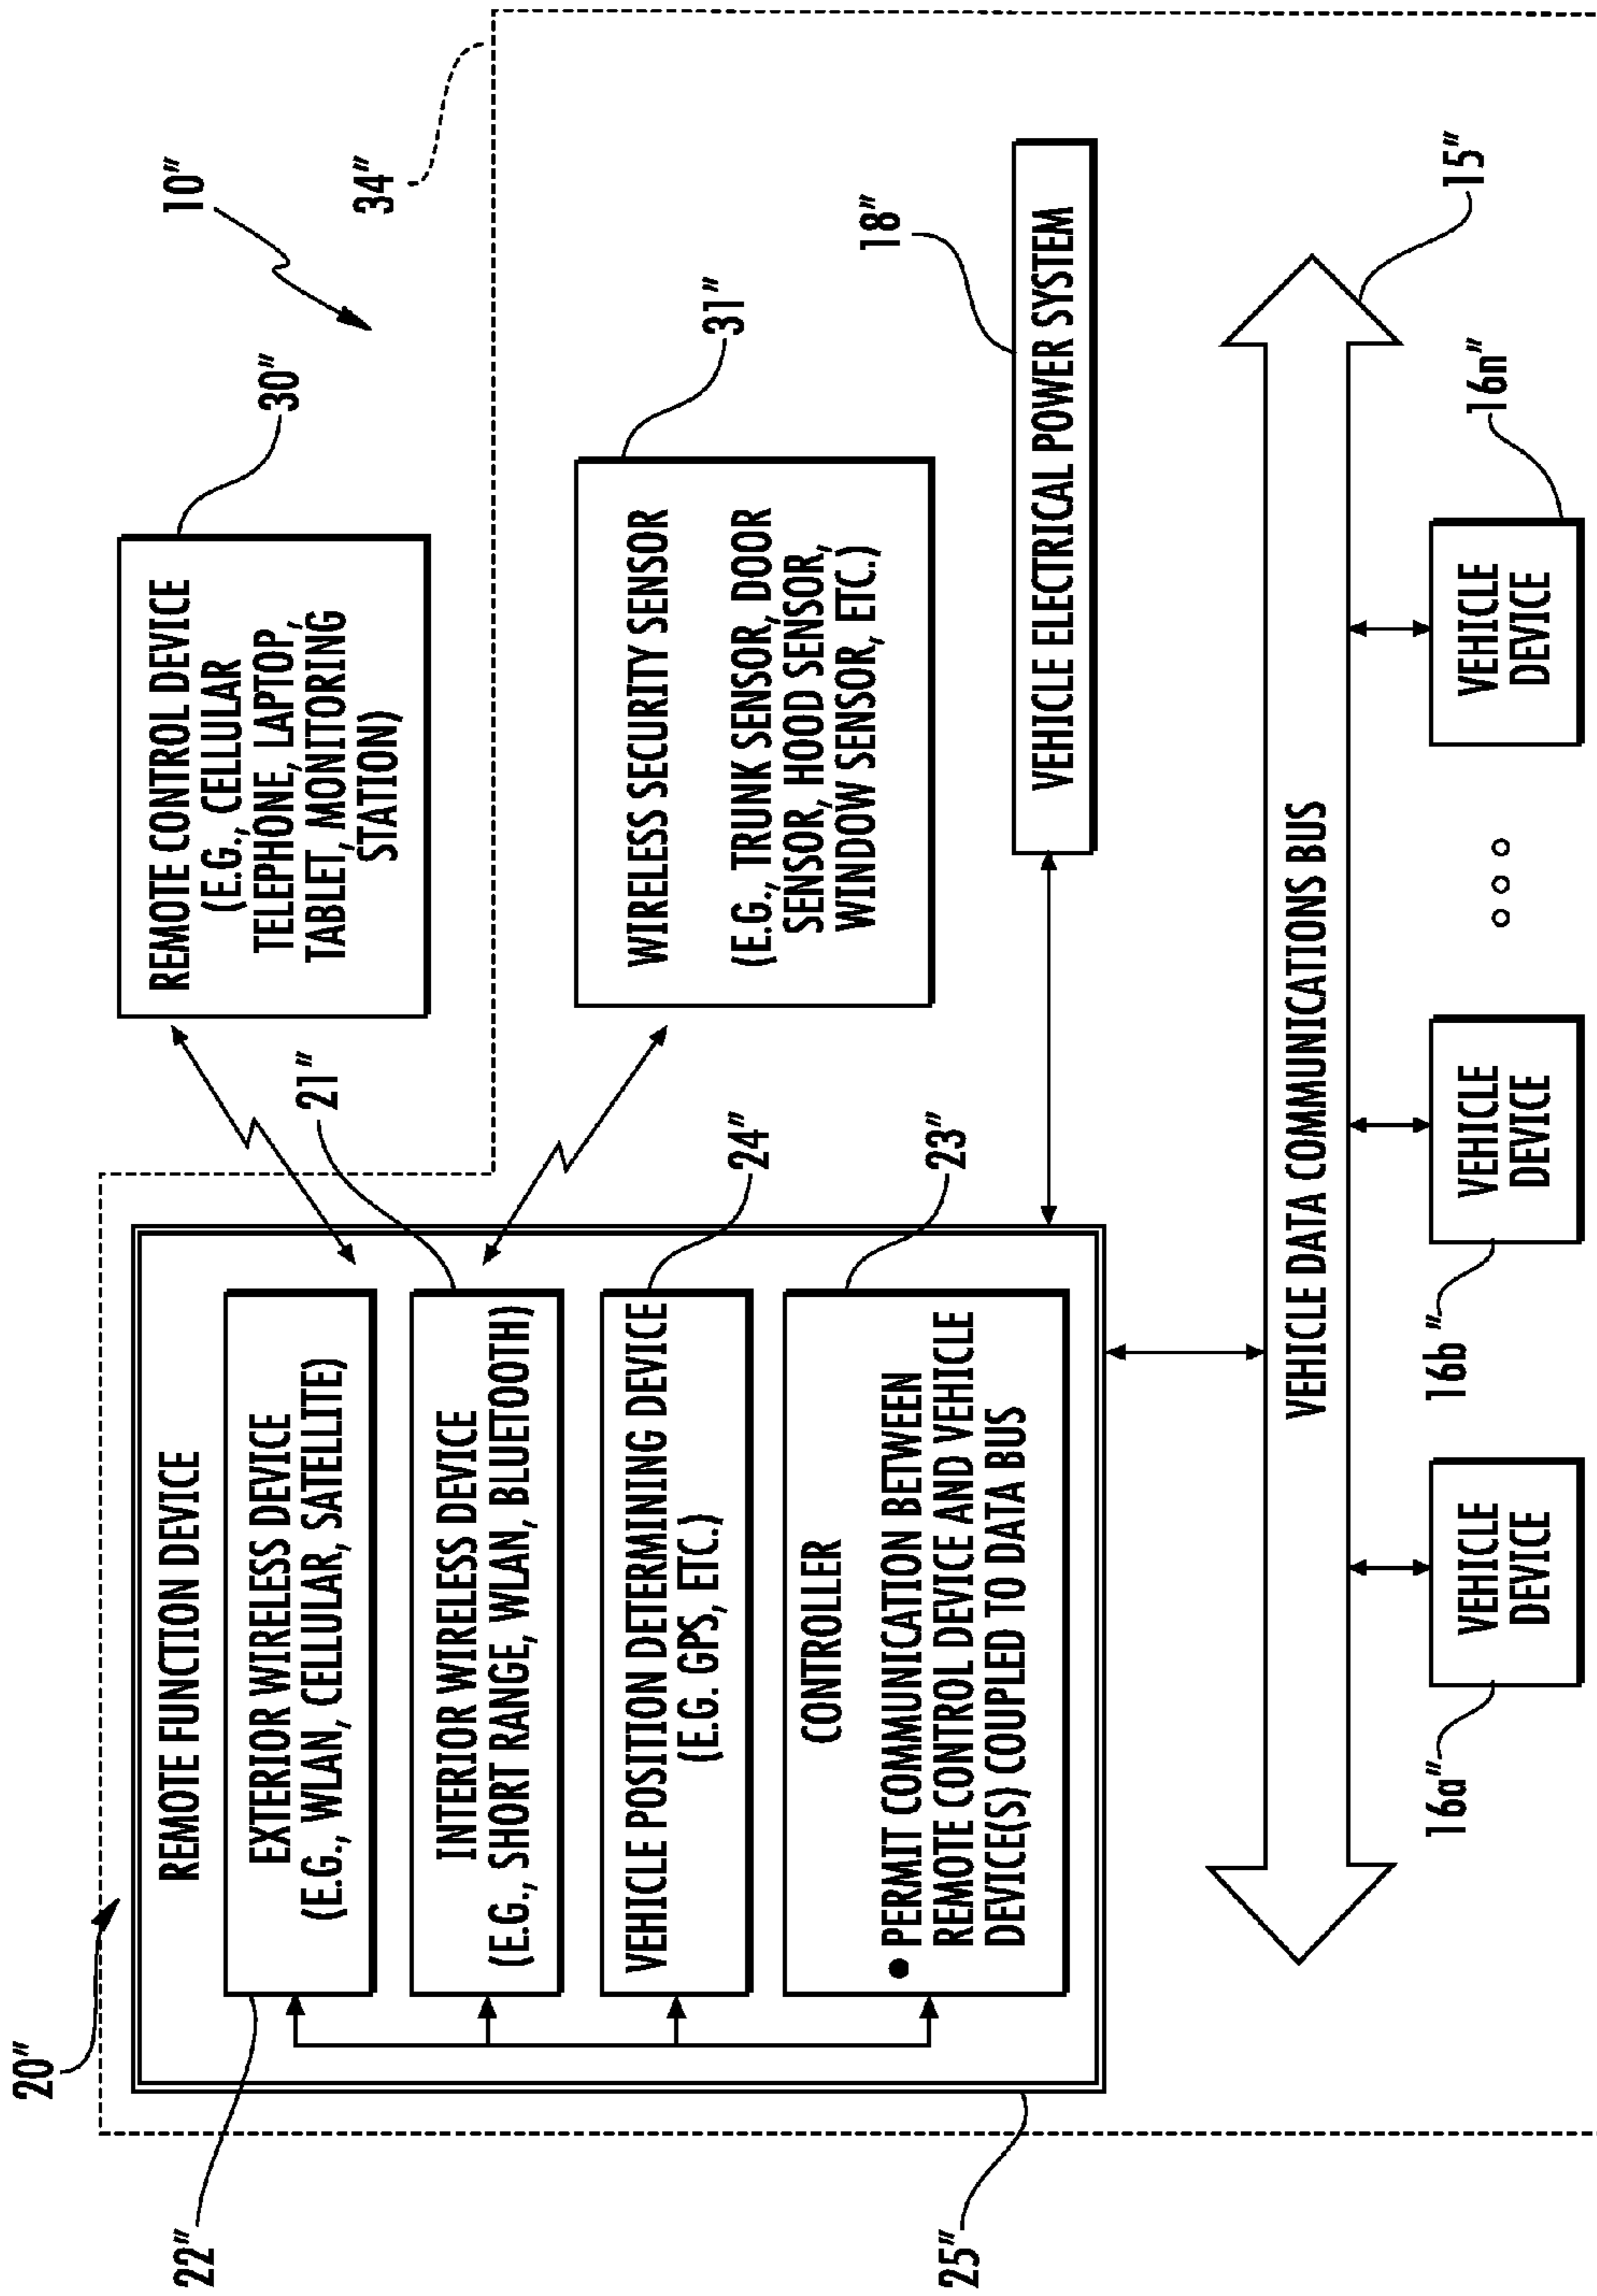 10″
34″
20″
22″
25″
REMOTE FUNCTION DEVICE
EXTERIOR WIRELESS DEVICE
(E.G., WLAN, CELLULAR, SATELLITE)
INTERIOR WIRELESS DEVICE
(E.G., SHORT RANGE, WLAN, BLUETOOTH)
VEHICLE POSITION DETERMINING DEVICE
(E.G. GPS, ETC.)
CONTROLLER
● PERMIT COMMUNICATION BETWEEN
REMOTE CONTROL DEVICE AND VEHICLE
DEVICE(S) COUPLED TO DATA BUS
21″
24″
23″
30″
REMOTE CONTROL DEVICE
(E.G., CELLULAR
TELEPHONE, LAPTOP,
TABLET, MONITORING
STATION)
31″
WIRELESS SECURITY SENSOR
(E.G., TRUNK SENSOR, DOOR
SENSOR, HOOD SENSOR,
WINDOW SENSOR, ETC.)
18″
VEHICLE ELECTRICAL POWER SYSTEM
15″
VEHICLE DATA COMMUNICATIONS BUS
16a″
VEHICLE
DEVICE
16b″
VEHICLE
DEVICE
16n″
VEHICLE
DEVICE